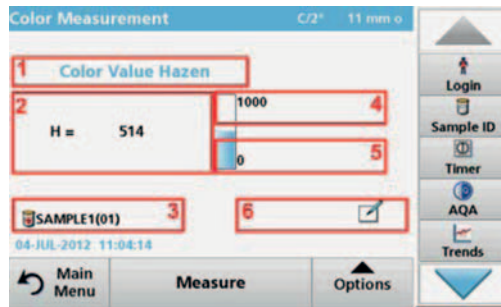 Color Measurement C/2° 11 mm o
1 Color Value Hazen
2 1000 4
H = 514
0 5
SAMPLE1(01) 3 6
04-JUL-2012 11:04:14
Main Menu Measure Options
Login
Sample ID
Timer
AQA
Trends